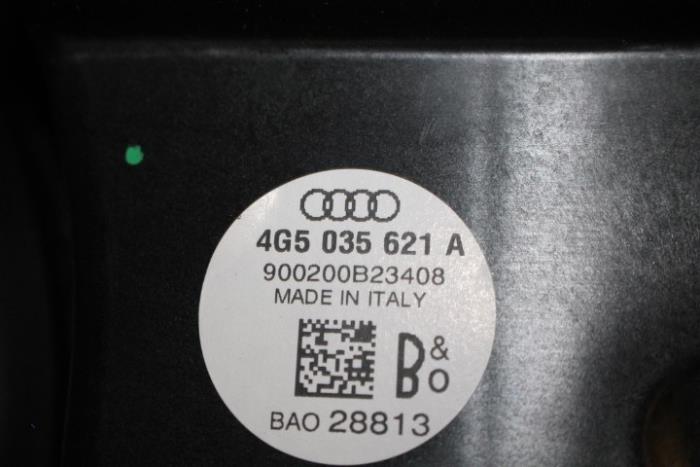 4G5 035 621 A
900200B23408
MADE IN ITALY
B&O
BAO 28813